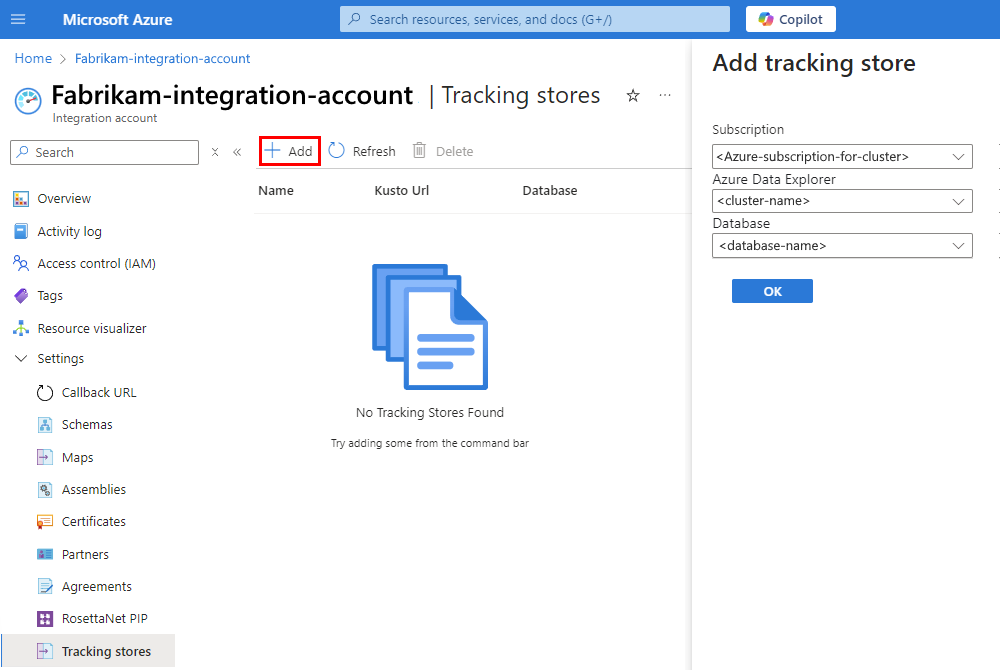 Microsoft Azure
Search resources, services, and docs (G+/)
Copilot
Home > Fabrikam-integration-account
Fabrikam-integration-account | Tracking stores
Integration account
Search
Add
Refresh
Delete
Overview
Activity log
Access control (IAM)
Tags
Resource visualizer
Settings
Callback URL
Schemas
Maps
Assemblies
Certificates
Partners
Agreements
RosettaNet PIP
Tracking stores
Name Kusto Url Database
No Tracking Stores Found
Try adding some from the command bar
Add tracking store
Subscription
<Azure-subscription-for-cluster>
Azure Data Explorer
<cluster-name>
Database
<database-name>
OK